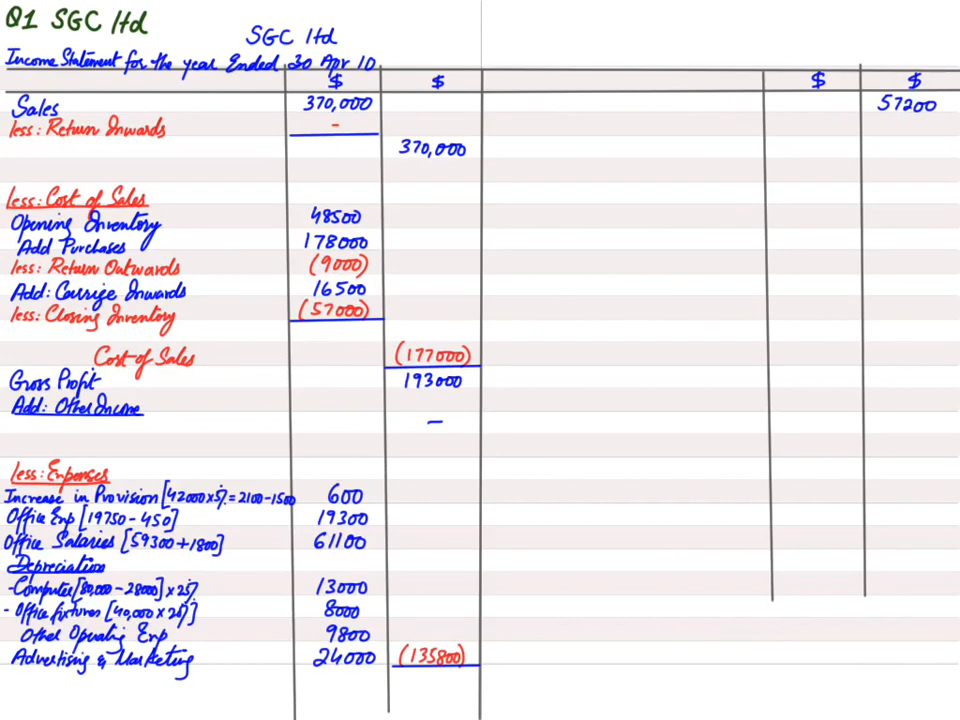 Q1 SGC ltd
SGC ltd
Income Statement for the year Ended 30 Apr 10
$ $ $ $
Sales 370,000 57200
less: Return Inwards -
370,000
less: Cost of Sales
Opening Inventory 48500
Add Purchases 178000
less: Return Outwards (9000)
Add: Carriage Inwards 16500
less: Closing Inventory (57000)
Cost of Sales (177000)
Gross Profit 193000
Add: Other Income
-
less: Expenses
Increase in Provision [42000 x 5% = 2100 - 1500 600
Office Exp [19750 - 450] 19300
Office Salaries [59300 + 1800] 61100
Depreciation
- Computer [80,000 - 28000] x 25% 13000
- Office fixtures [40,000 x 20%] 8000
Other Operating Exp 9800
Advertising & Marketing 24000 (135800)